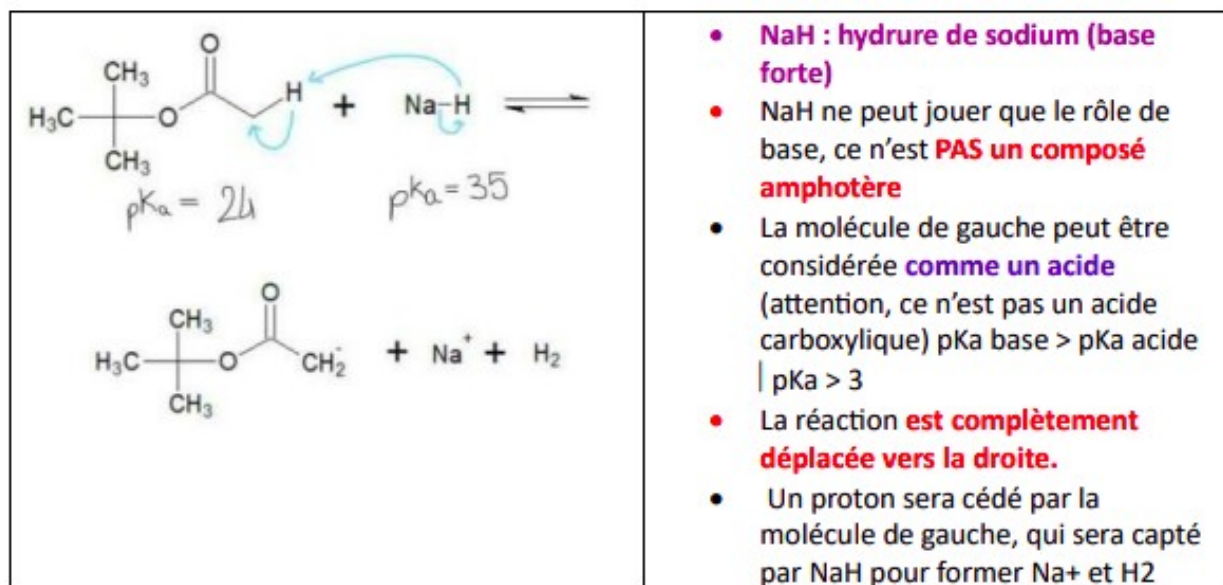 O
CH₃
H
H₃C
O
+
Na–H
CH₃
pKa = 24
pKa = 35
O
CH₃
H₃C
O
CH₂⁻
+ Na⁺ + H₂
CH₃
• NaH : hydrure de sodium (base
forte)
• NaH ne peut jouer que le rôle de
base, ce n’est PAS un composé
amphotère
• La molécule de gauche peut être
considérée comme un acide
(attention, ce n’est pas un acide
carboxylique) pKa base > pKa acide
| pKa > 3
• La réaction est complètement
déplacée vers la droite.
• Un proton sera cédé par la
molécule de gauche, qui sera capté
par NaH pour former Na+ et H2